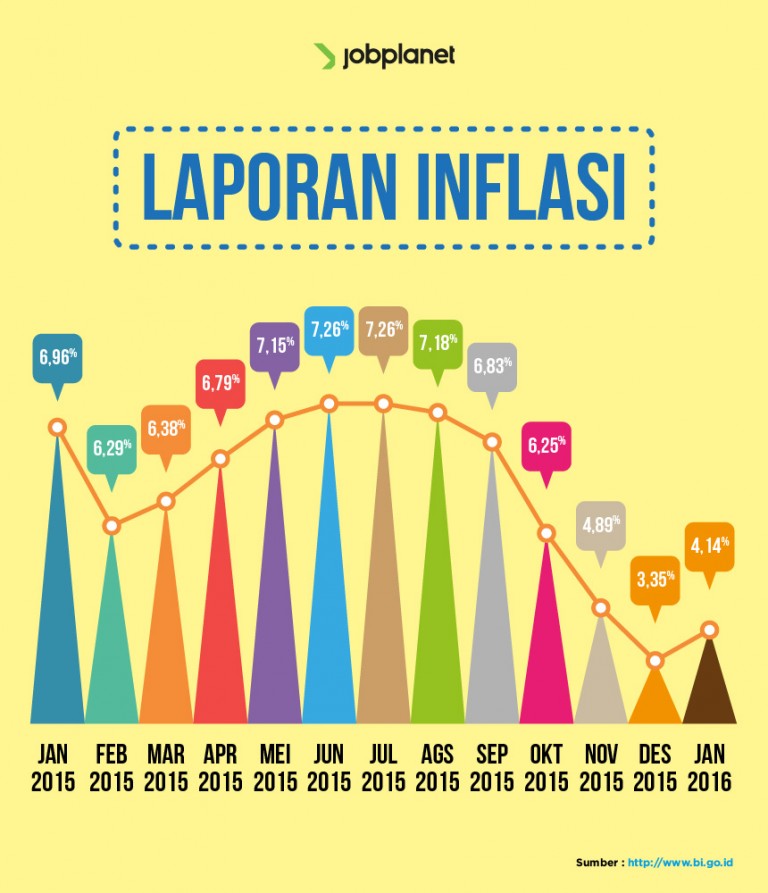 jobplanet
LAPORAN INFLASI
6,96%
6,29%
6,38%
6,79%
7,15%
7,26%
7,26%
7,18%
6,83%
6,25%
4,89%
3,35%
4,14%
JAN 2015
FEB 2015
MAR 2015
APR 2015
MEI 2015
JUN 2015
JUL 2015
AGS 2015
SEP 2015
OKT 2015
NOV 2015
DES 2015
JAN 2016
Sumber : http://www.bi.go.id